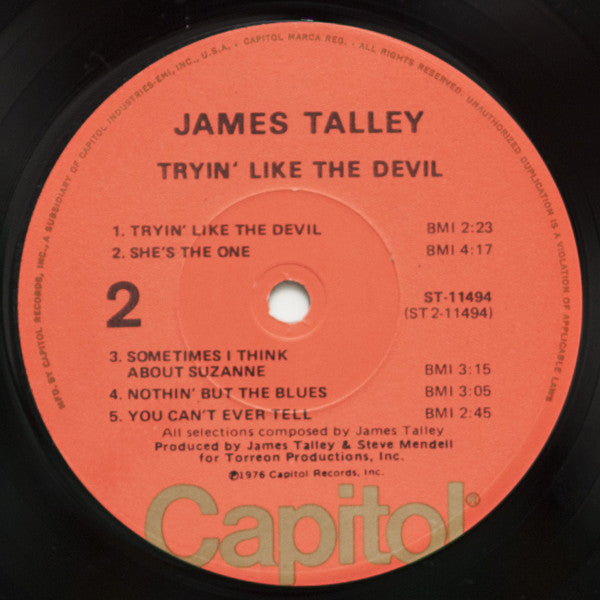 MFD. BY CAPITOL RECORDS, INC., A SUBSIDIARY OF CAPITOL INDUSTRIES-EMI, INC., U.S.A. · CAPITOL MARCA REG. · ALL RIGHTS RESERVED. UNAUTHORIZED DUPLICATION IS A VIOLATION OF APPLICABLE LAWS
JAMES TALLEY
TRYIN' LIKE THE DEVIL
1. TRYIN' LIKE THE DEVIL BMI 2:23
2. SHE'S THE ONE BMI 4:17
2
ST-11494
(ST 2-11494)
3. SOMETIMES I THINK
ABOUT SUZANNE BMI 3:15
4. NOTHIN' BUT THE BLUES BMI 3:05
5. YOU CAN'T EVER TELL BMI 2:45
All selections composed by James Talley
Produced by James Talley & Steve Mendell
for Torreon Productions, Inc.
℗1976 Capitol Records, Inc.
Capitol®